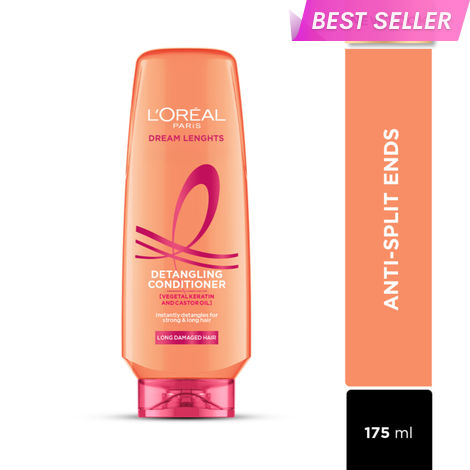 BEST SELLER
L'ORÉAL
PARIS
DREAM LENGHTS
DETANGLING
CONDITIONER
[VEGETAL KERATIN
AND CASTOR OIL]
Instantly detangles for
strong & long hair
LONG DAMAGED HAIR
ANTI-SPLIT ENDS
175 ml